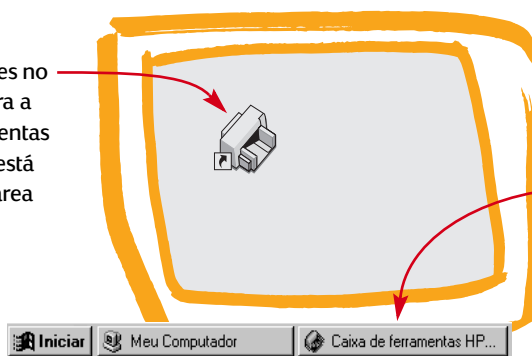 es no
ra a
entas
está
área
Iniciar
Meu Computador
Caixa de ferramentas HP...